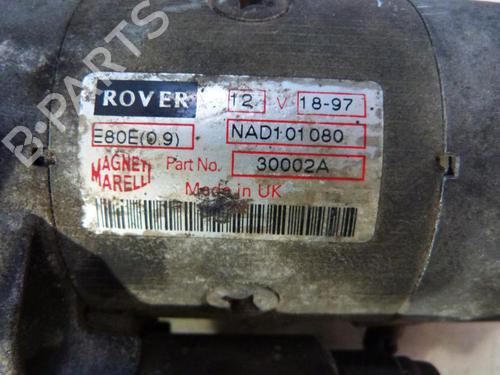 ROVER 12 V 18-97
E80E(0.9) NAD101080
MAGNETI MARELLI Part No. 30002A
Made in UK
B-PARTS